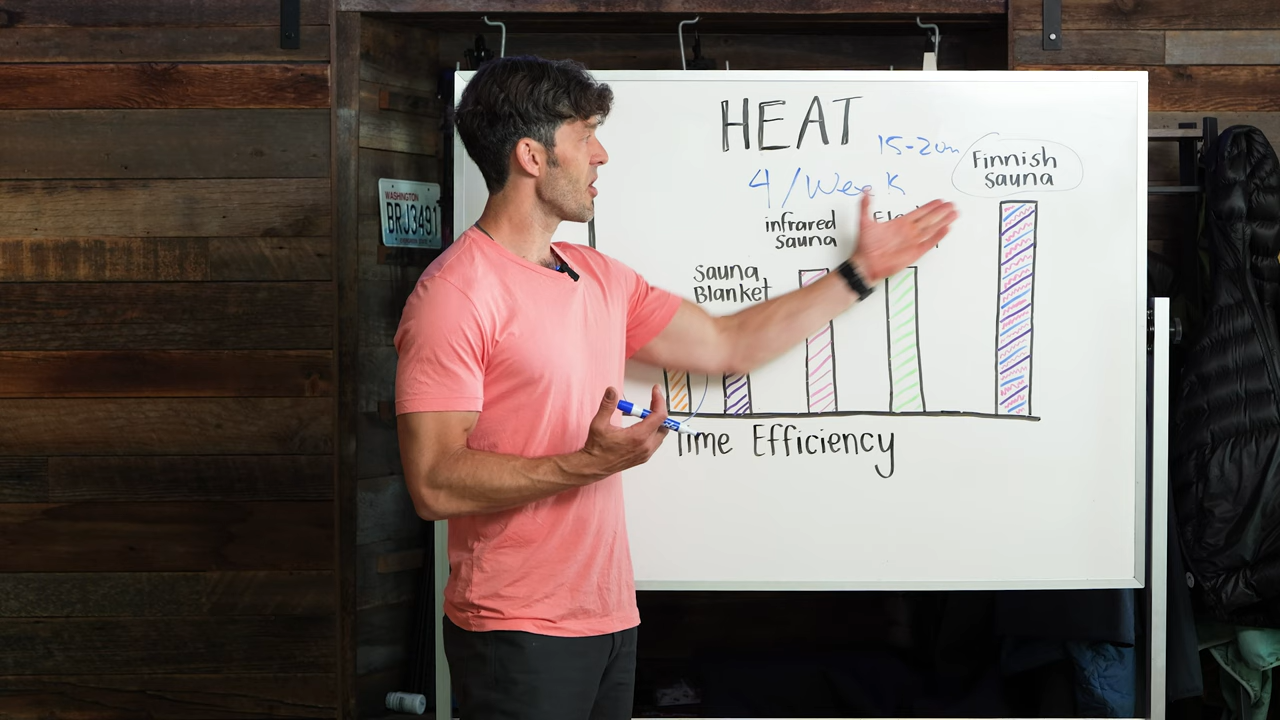 HEAT
15-20m
4/Week
Finnish
sauna
infrared
sauna
sauna
Blanket
Time Efficiency
WASHINGTON
BRJ3491